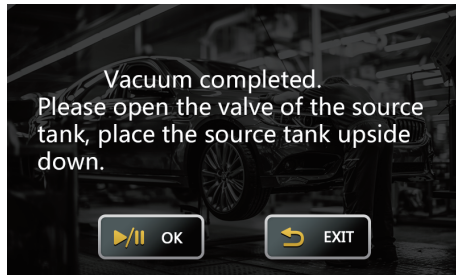 Vacuum completed.
Please open the valve of the source
tank, place the source tank upside
down.
OK
EXIT